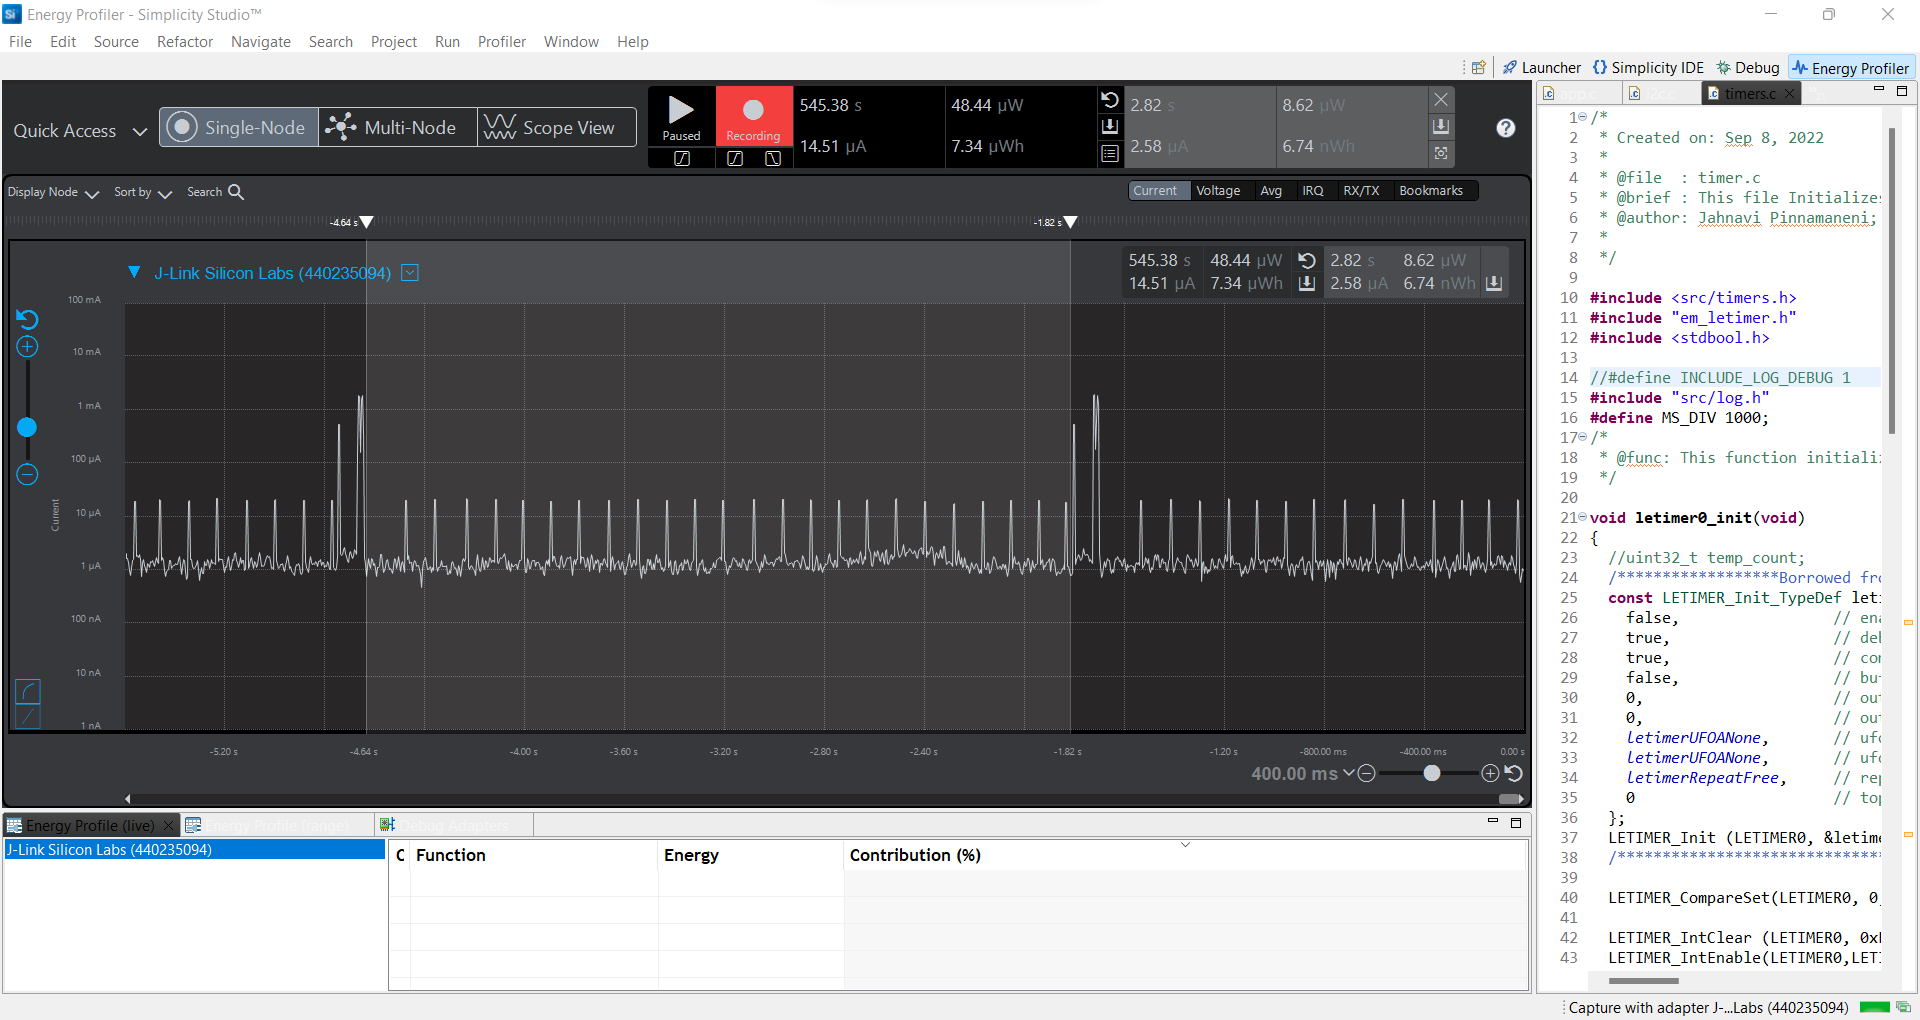 Si Energy Profiler - Simplicity Studio™
File Edit Source Refactor Navigate Search Project Run Profiler Window Help
Launcher {} Simplicity IDE Debug Energy Profiler
Quick Access Single-Node Multi-Node Scope View
Paused Recording
545.38 s 48.44 µW 2.82 s 8.62 µW
14.51 µA 7.34 µWh 2.58 µA 6.74 nWh
?
Display Node Sort by Search
Current Voltage Avg IRQ RX/TX Bookmarks
-4.64 s -1.82 s
J-Link Silicon Labs (440235094)
545.38 s 48.44 µW 2.82 s 8.62 µW
14.51 µA 7.34 µWh 2.58 µA 6.74 nWh
100 mA
10 mA
1 mA
100 µA
10 µA
1 µA
100 nA
10 nA
1 nA
Current
-5.20 s -4.64 s -4.00 s -3.60 s -3.20 s -2.80 s -2.40 s -1.82 s -1.20 s -800.00 ms -400.00 ms 0.00 s
400.00 ms
Energy Profile (live) Energy Profile (range) Debug Adapters
J-Link Silicon Labs (440235094)
C Function Energy Contribution (%)
timers.c
1 /*
2 * Created on: Sep 8, 2022
3 *
4 * @file : timer.c
5 * @brief : This file Initializes
6 * @author: Jahnavi Pinnamaneni;
7 *
8 */
9
10 #include <src/timers.h>
11 #include "em_letimer.h"
12 #include <stdbool.h>
13
14 //#define INCLUDE_LOG_DEBUG 1
15 #include "src/log.h"
16 #define MS_DIV 1000;
17 /*
18 * @func: This function initiali
19 */
20
21 void letimer0_init(void)
22 {
23 //uint32_t temp_count;
24 /******************Borrowed fro
25 const LETIMER_Init_TypeDef let
26 false, // ena
27 true, // deb
28 true, // com
29 false, // buf
30 0, // out
31 0, // out
32 letimerUFOANone, // ufo
33 letimerUFOANone, // ufo
34 letimerRepeatFree, // rep
35 0 // top
36 };
37 LETIMER_Init (LETIMER0, &letime
38 /******************************
39
40 LETIMER_CompareSet(LETIMER0, 0
41
42 LETIMER_IntClear (LETIMER0, 0x
43 LETIMER_IntEnable(LETIMER0,LET
Capture with adapter J-...Labs (440235094)